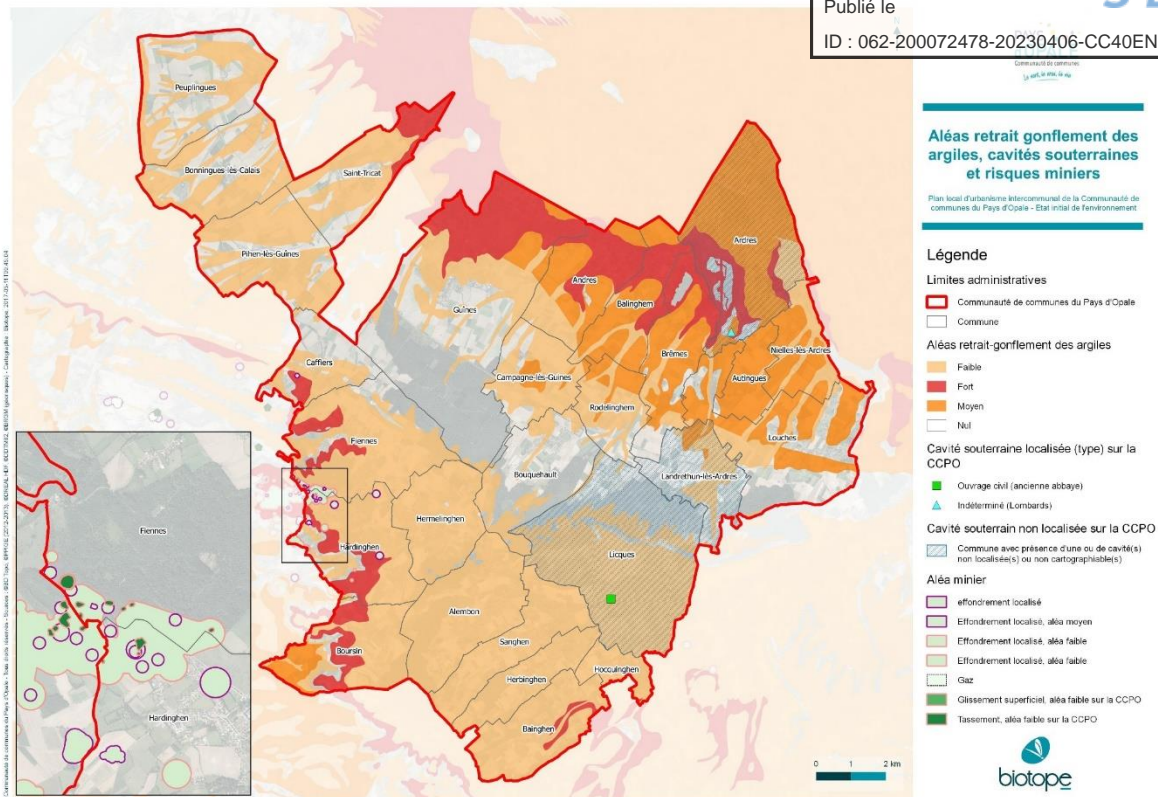 Publié le
ID : 062-200072478-20230406-CC40EN
PAYS
D'OPALE
Communauté de communes
Aléas retrait gonflement des
argiles, cavités souterraines
et risques miniers
Plan local d'urbanisme intercommunal de la Communauté de
communes du Pays d'Opale - Etat initial de l'environnement
Légende
Limites administratives
Communauté de communes du Pays d'Opale
Commune
Aléas retrait-gonflement des argiles
Faible
Fort
Moyen
Nul
Cavité souterraine localisée (type) sur la
CCPO
Ouvrage civil (ancienne abbaye)
Indéterminé (Lombards)
Cavité souterrain non localisée sur la CCPO
Commune avec présence d'une ou de cavité(s)
non localisée(s) ou non cartographiable(s)
Aléa minier
effondrement localisé
Effondrement localisé, aléa moyen
Effondrement localisé, aléa faible
Effondrement localisé, aléa faible
Gaz
Glissement superficiel, aléa faible sur la CCPO
Tassement, aléa faible sur la CCPO
biotope
0 1 2 km
Peuplingues
Bonningues-lès-Calais
Saint-Tricat
Pihen-lès-Guînes
Ardres
Andres
Balinghem
Guînes
Brêmes
Nielles-lès-Ardres
Autingues
Caffiers
Campagne-lès-Guines
Rodelinghem
Louches
Fiennes
Bouquehault
Landrethun-lès-Ardres
Hermelinghen
Hardinghen
Licques
Alembon
Sanghen
Boursin
Herbinghen
Hocquinghen
Bainghen
Fiennes
Hardinghen